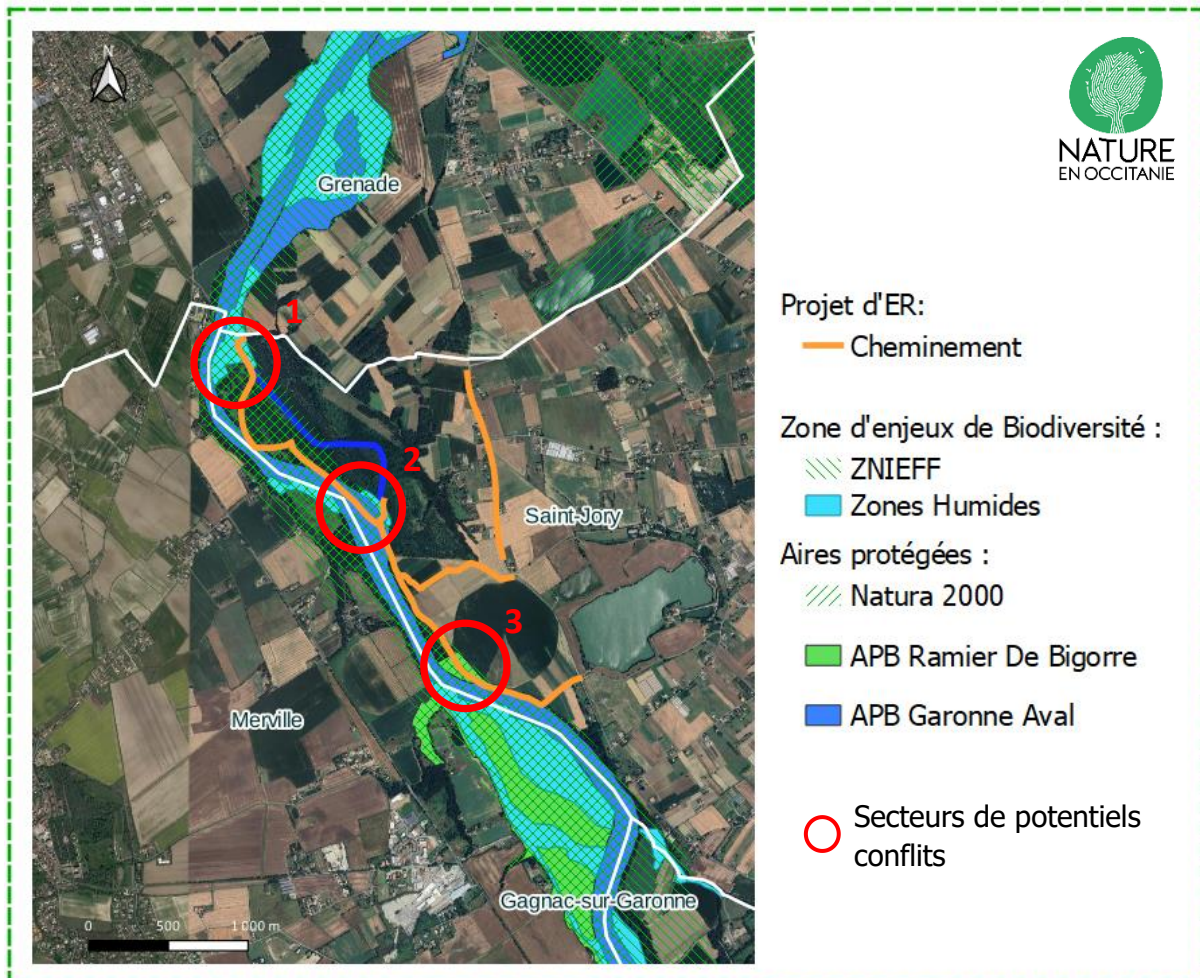 N
Grenade
1
2
Saint-Jory
3
Merville
Gagnac-sur-Garonne
0 500 1 000 m
NATURE
EN OCCITANIE
Projet d'ER:
Cheminement
Zone d'enjeux de Biodiversité :
ZNIEFF
Zones Humides
Aires protégées :
Natura 2000
APB Ramier De Bigorre
APB Garonne Aval
Secteurs de potentiels
conflits